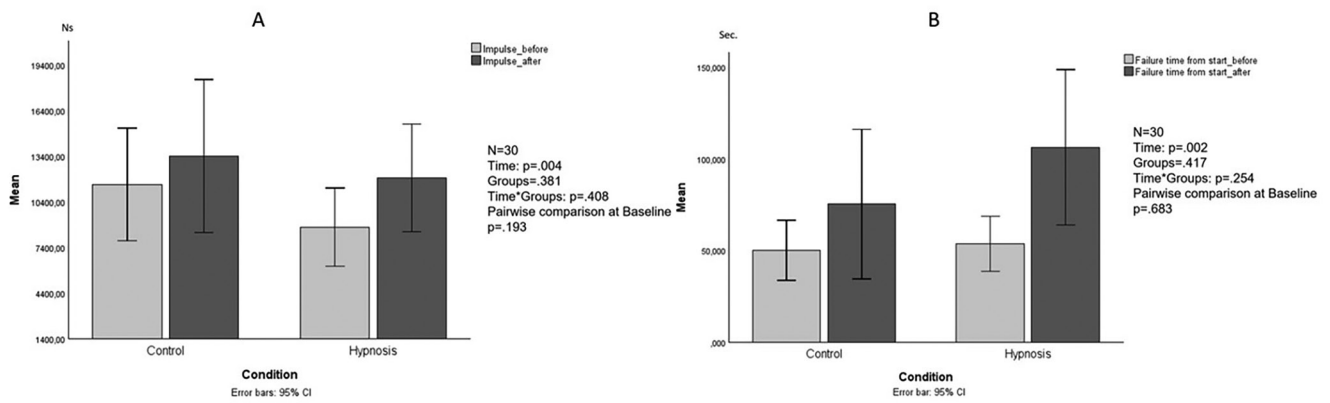 A
Ns
Impulse_before
Impulse_after
19400,00
16400,00
13400,00
10400,00
7400,00
4400,00
1400,00
Mean
N=30
Time: p=.004
Groups=.381
Time*Groups: p=.408
Pairwise comparison at Baseline
p=.193
Control
Hypnosis
Condition
Error bars: 95% CI
B
Sec.
Failure time from start_before
Failure time from start_after
150,000
100,000
50,000
,000
Mean
N=30
Time: p=.002
Groups=.417
Time*Groups: p=.254
Pairwise comparison at Baseline
p=.683
Control
Hypnosis
Condition
Error bar: 95% CI